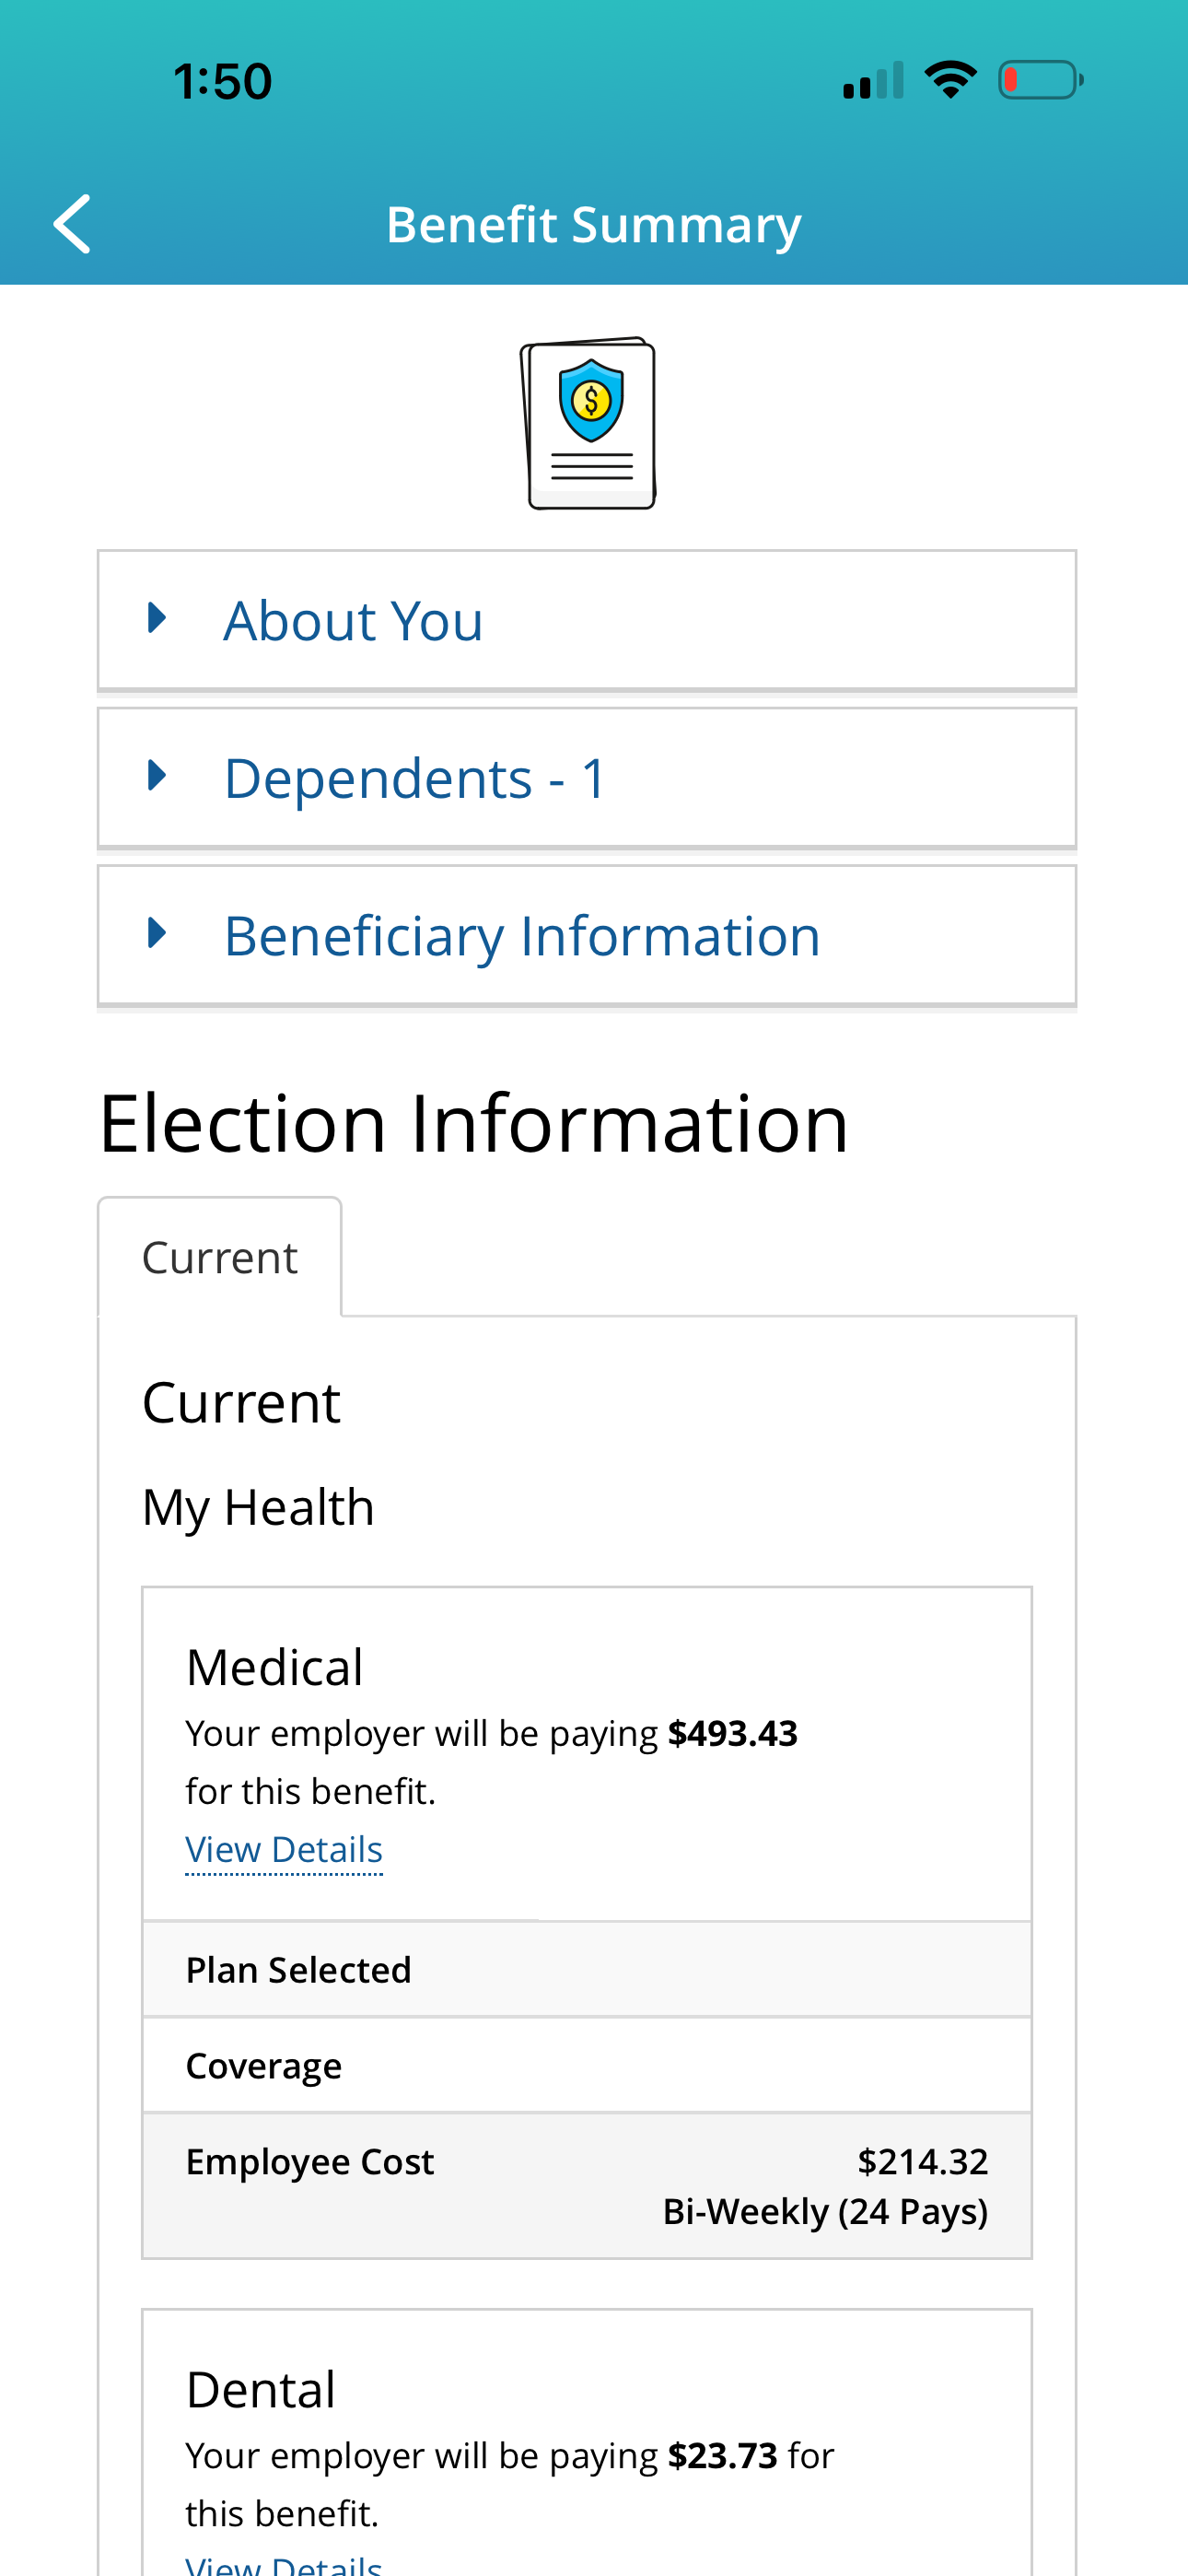 1:50
Benefit Summary
$
About You
Dependents - 1
Beneficiary Information
Election Information
Current
Current
My Health
Medical
Your employer will be paying $493.43
for this benefit.
View Details
Plan Selected
Coverage
Employee Cost $214.32
Bi-Weekly (24 Pays)
Dental
Your employer will be paying $23.73 for
this benefit.
View Details